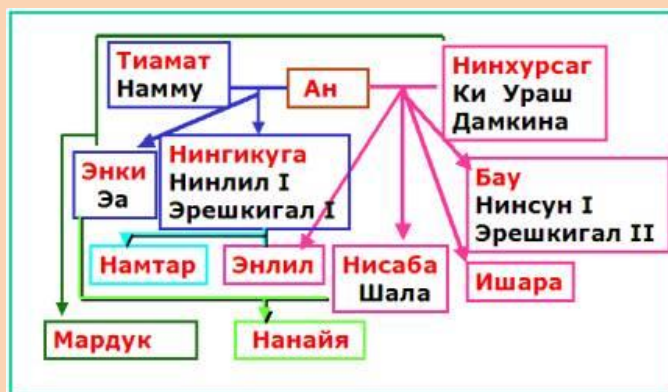 Тиамат
Намму
Ан
Нинхурсаг
Ки Ураш
Дамкина
Энки
Эа
Нингикуга
Нинлил I
Эрешкигал I
Бау
Нинсун I
Эрешкигал II
Намтар
Энлил
Нисаба
Шала
Ишара
Мардук
Нанайя